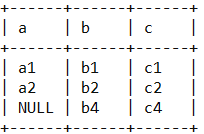 +------+------+------+
| a    | b    | c    |
+------+------+------+
| a1   | b1   | c1   |
| a2   | b2   | c2   |
| NULL | b4   | c4   |
+------+------+------+